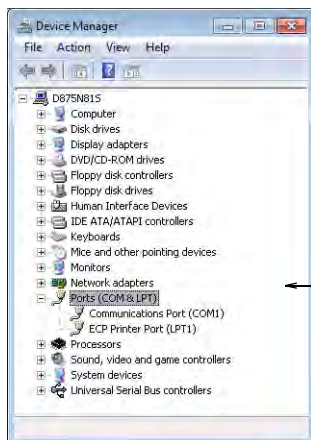 Device Manager
File Action View Help
D875N815
Computer
Disk drives
Display adapters
DVD/CD-ROM drives
Floppy disk controllers
Floppy disk drives
Human Interface Devices
IDE ATA/ATAPI controllers
Keyboards
Mice and other pointing devices
Monitors
Network adapters
Ports (COM & LPT)
Communications Port (COM1)
ECP Printer Port (LPT1)
Processors
Sound, video and game controllers
System devices
Universal Serial Bus controllers